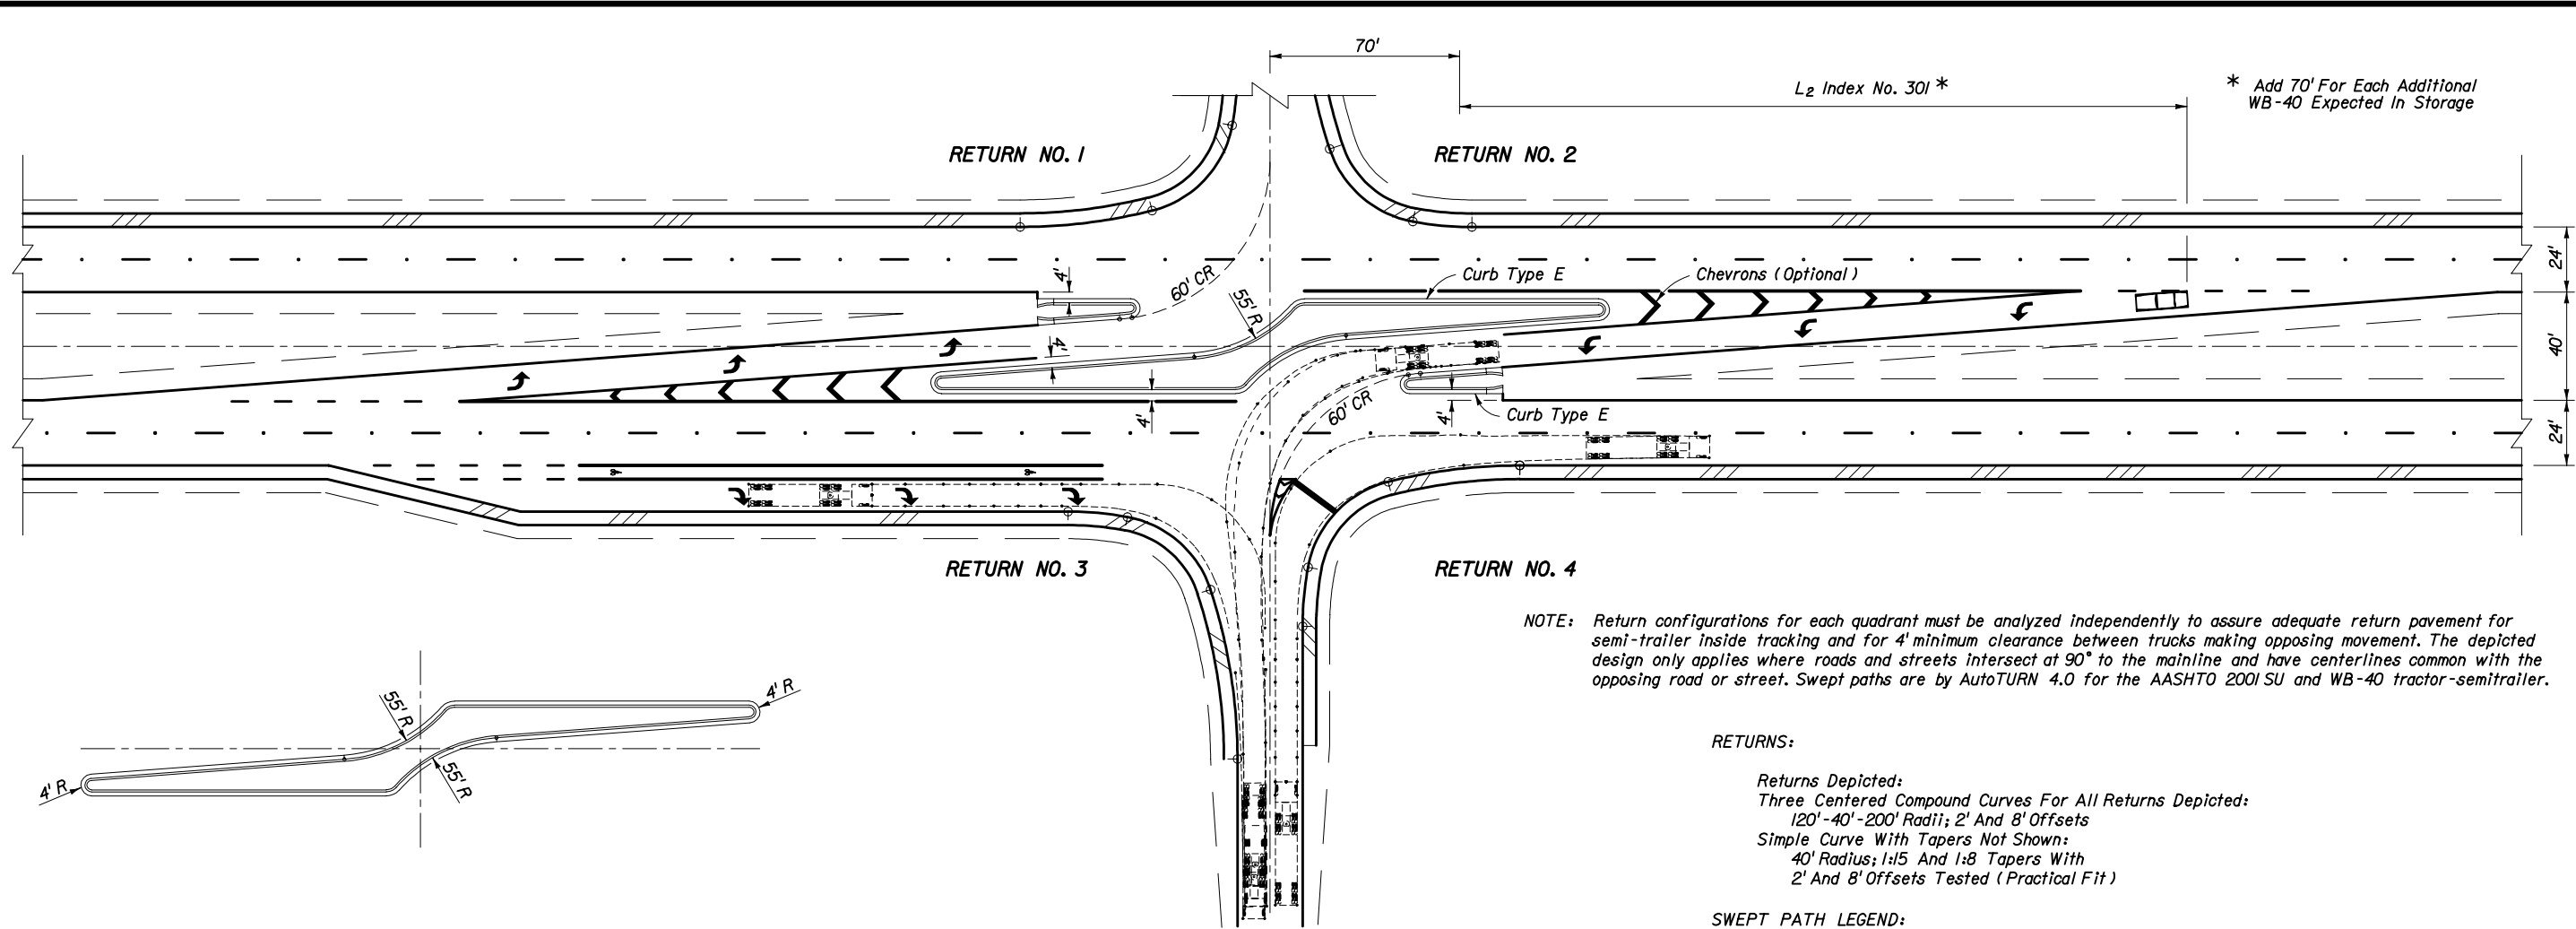 70'
L2 Index No. 301 *
* Add 70' For Each Additional
WB-40 Expected In Storage
RETURN NO. 1
RETURN NO. 2
24'
4'
60' CR
55' R
Curb Type E
Chevrons (Optional)
40'
4'
4'
60' CR
4'
Curb Type E
24'
RETURN NO. 3
RETURN NO. 4
NOTE: Return configurations for each quadrant must be analyzed independently to assure adequate return pavement for
semi-trailer inside tracking and for 4' minimum clearance between trucks making opposing movement. The depicted
design only applies where roads and streets intersect at 90° to the mainline and have centerlines common with the
opposing road or street. Swept paths are by AutoTURN 4.0 for the AASHTO 2001 SU and WB-40 tractor-semitrailer.
55' R
4' R
4' R
55' R
RETURNS:
Returns Depicted:
Three Centered Compound Curves For All Returns Depicted:
120'-40'-200' Radii; 2' And 8' Offsets
Simple Curve With Tapers Not Shown:
40' Radius; 1:15 And 1:8 Tapers With
2' And 8' Offsets Tested (Practical Fit)
SWEPT PATH LEGEND: